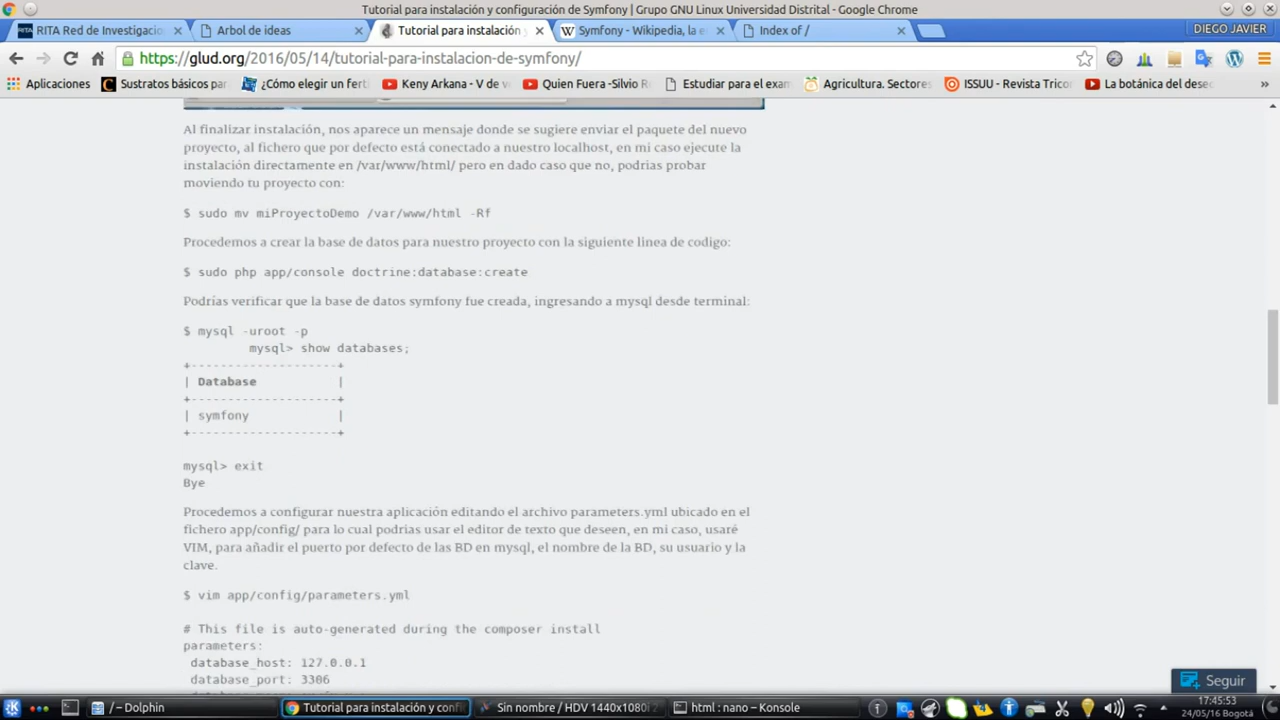 Tutorial para instalación y configuración de Symfony | Grupo GNU Linux Universidad Distrital - Google Chrome
RITA Red de Investigacio
Arbol de ideas
Tutorial para instalación y
Symfony - Wikipedia, la e
Index of /
DIEGO JAVIER
https://glud.org/2016/05/14/tutorial-para-instalacion-de-symfony/
Aplicaciones
Sustratos básicos par
¿Cómo elegir un ferti
Keny Arkana - V de v
Quien Fuera -Silvio R
Estudiar para el exam
Agricultura. Sectores
ISSUU - Revista Tricon
La botánica del dese
»
Al finalizar instalación, nos aparece un mensaje donde se sugiere enviar el paquete del nuevo
proyecto, al fichero que por defecto está conectado a nuestro localhost, en mi caso ejecute la
instalación directamente en /var/www/html/ pero en dado caso que no, podrias probar
moviendo tu proyecto con:
$ sudo mv miProyectoDemo /var/www/html -Rf
Procedemos a crear la base de datos para nuestro proyecto con la siguiente linea de codigo:
$ sudo php app/console doctrine:database:create
Podrías verificar que la base de datos symfony fue creada, ingresando a mysql desde terminal:
$ mysql -uroot -p
mysql> show databases;
+--------------------+
| Database |
+--------------------+
| symfony |
+--------------------+
mysql> exit
Bye
Procedemos a configurar nuestra aplicación editando el archivo parameters.yml ubicado en el
fichero app/config/ para lo cual podrías usar el editor de texto que deseen, en mi caso, usaré
VIM, para añadir el puerto por defecto de las BD en mysql, el nombre de la BD, su usuario y la
clave.
$ vim app/config/parameters.yml
# This file is auto-generated during the composer install
parameters:
database_host: 127.0.0.1
database_port: 3306
Seguir
/ – Dolphin
Tutorial para instalación y confi
Sin nombre / HDV 1440x1080i 2
html : nano – Konsole
17:45:53
24/05/16 Bogotá